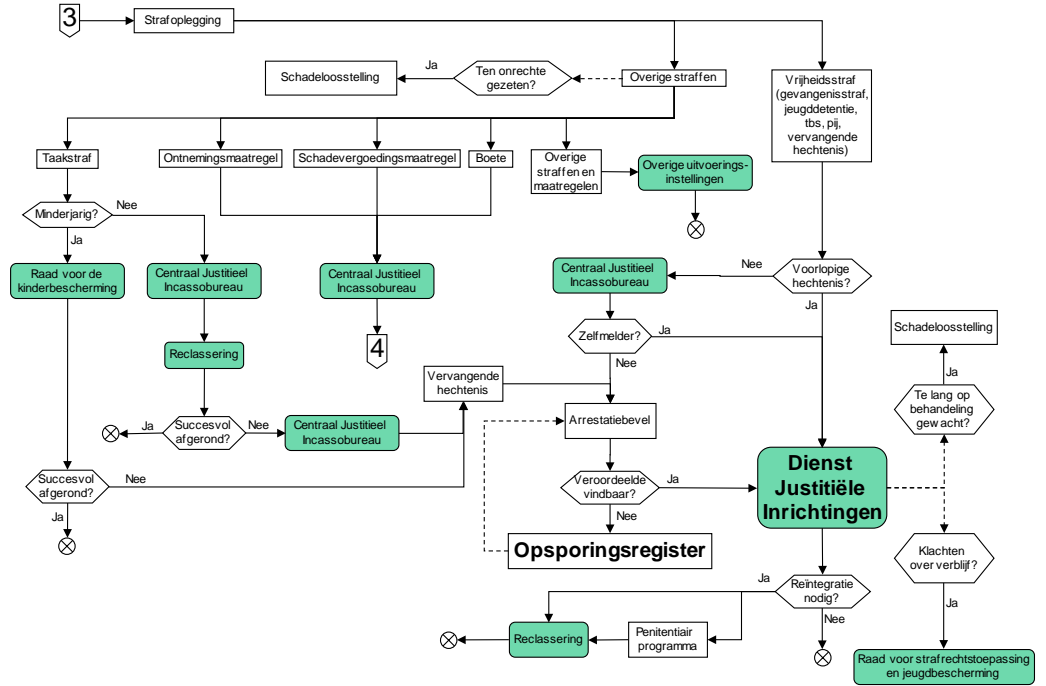 3
Strafoplegging
Schadeloosstelling
Ja
Ten onrechte
gezeten?
Overige straffen
Vrijheidsstraf
(gevangenisstraf,
jeugddetentie,
tbs, pij,
vervangende
hechtenis)
Taakstraf
Ontnemingsmaatregel
Schadevergoedingsmaatregel
Boete
Overige
straffen en
maatregelen
Overige uitvoerings-
instellingen
Minderjarig?
Nee
Ja
Raad voor de
kinderbescherming
Centraal Justitieel
Incassobureau
Centraal Justitieel
Incassobureau
Centraal Justitieel
Incassobureau
Nee
Voorlopige
hechtenis?
Ja
Zelfmelder?
Ja
Nee
Schadeloosstelling
4
Reclassering
Vervangende
hechtenis
Ja
Te lang op
behandeling
gewacht?
Ja
Succesvol
afgerond?
Nee
Centraal Justitieel
Incassobureau
Arrestatiebevel
Dienst
Justitiële
Inrichtingen
Succesvol
afgerond?
Nee
Ja
Veroordeelde
vindbaar?
Ja
Nee
Opsporingsregister
Klachten
over verblijf?
Ja
Ja
Reïntegratie
nodig?
Nee
Reclassering
Penitentiair
programma
Raad voor strafrechtstoepassing
en jeugdbescherming